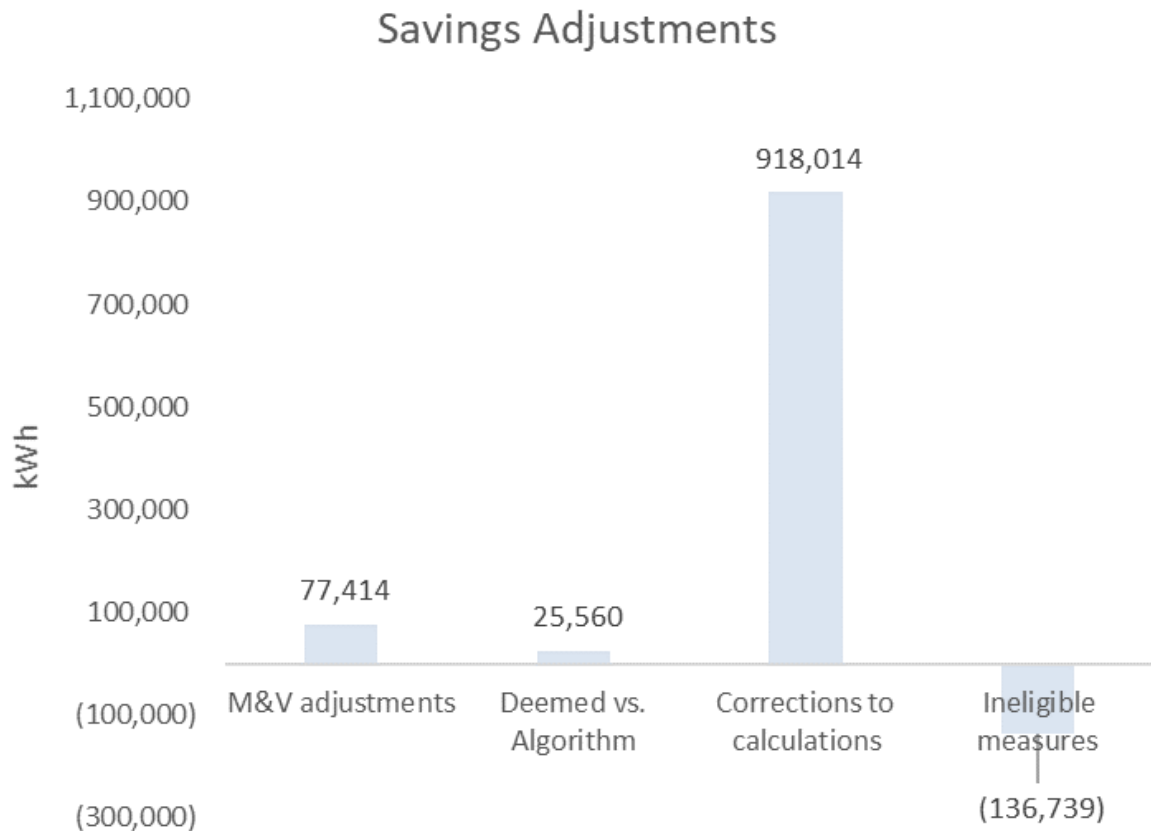 Savings Adjustments
1,100,000
900,000
700,000
500,000
300,000
100,000
(100,000)
(300,000)
kWh
77,414
25,560
918,014
(136,739)
M&V adjustments
Deemed vs.
Algorithm
Corrections to
calculations
Ineligible
measures